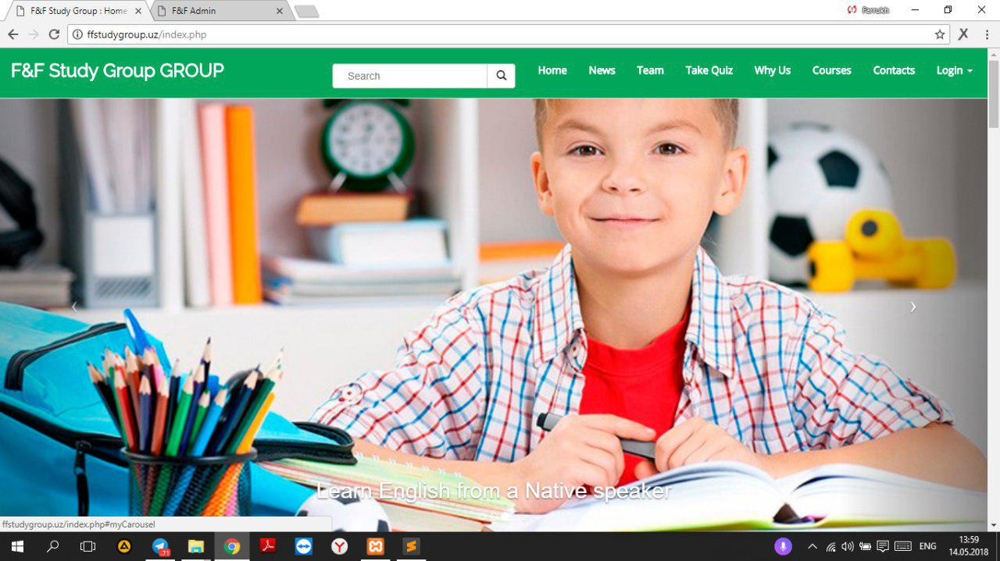 F&F Study Group : Home
F&F Admin
Farrukh
ffstudygroup.uz/index.php
F&F Study Group GROUP
Search
Home
News
Team
Take Quiz
Why Us
Courses
Contacts
Login
Learn English from a Native speaker
ffstudygroup.uz/index.php#myCarousel
71
ENG
13:59
14.05.2018